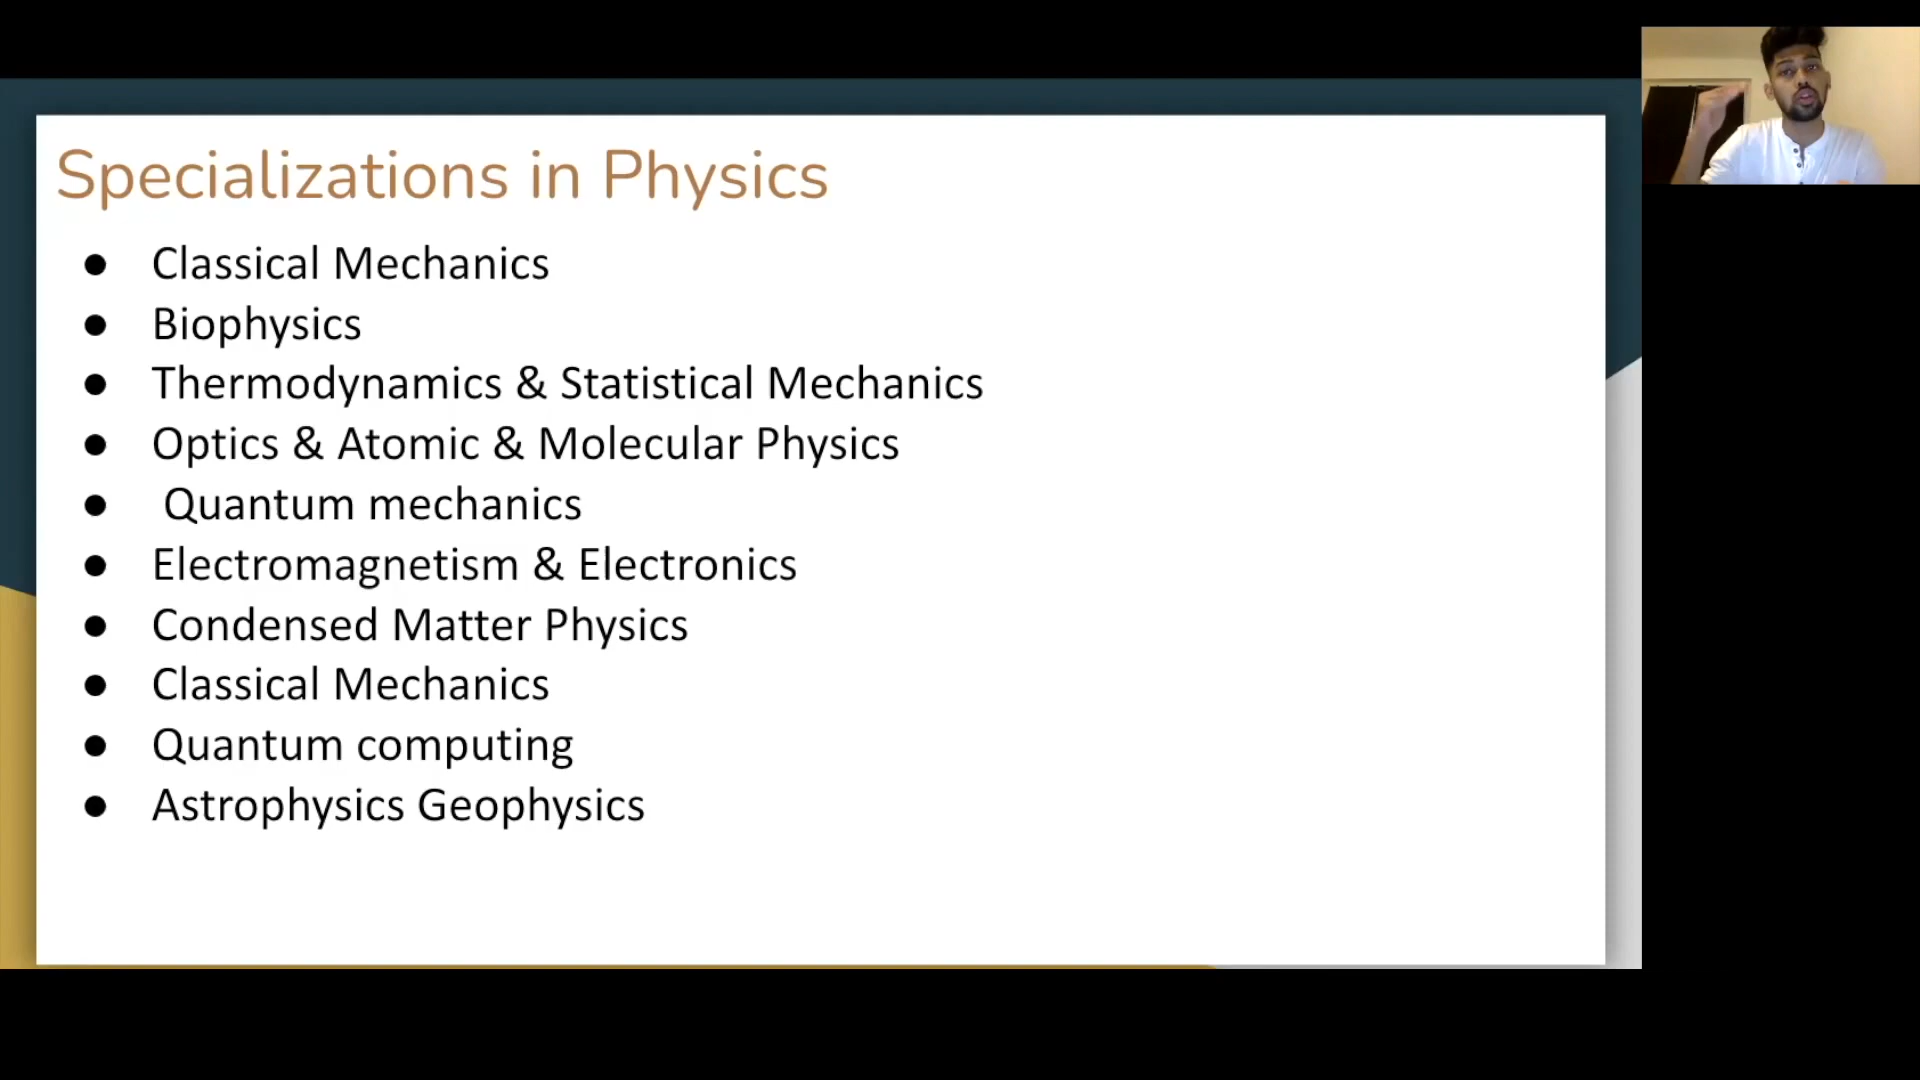 Specializations in Physics
● Classical Mechanics
● Biophysics
● Thermodynamics & Statistical Mechanics
● Optics & Atomic & Molecular Physics
● Quantum mechanics
● Electromagnetism & Electronics
● Condensed Matter Physics
● Classical Mechanics
● Quantum computing
● Astrophysics Geophysics